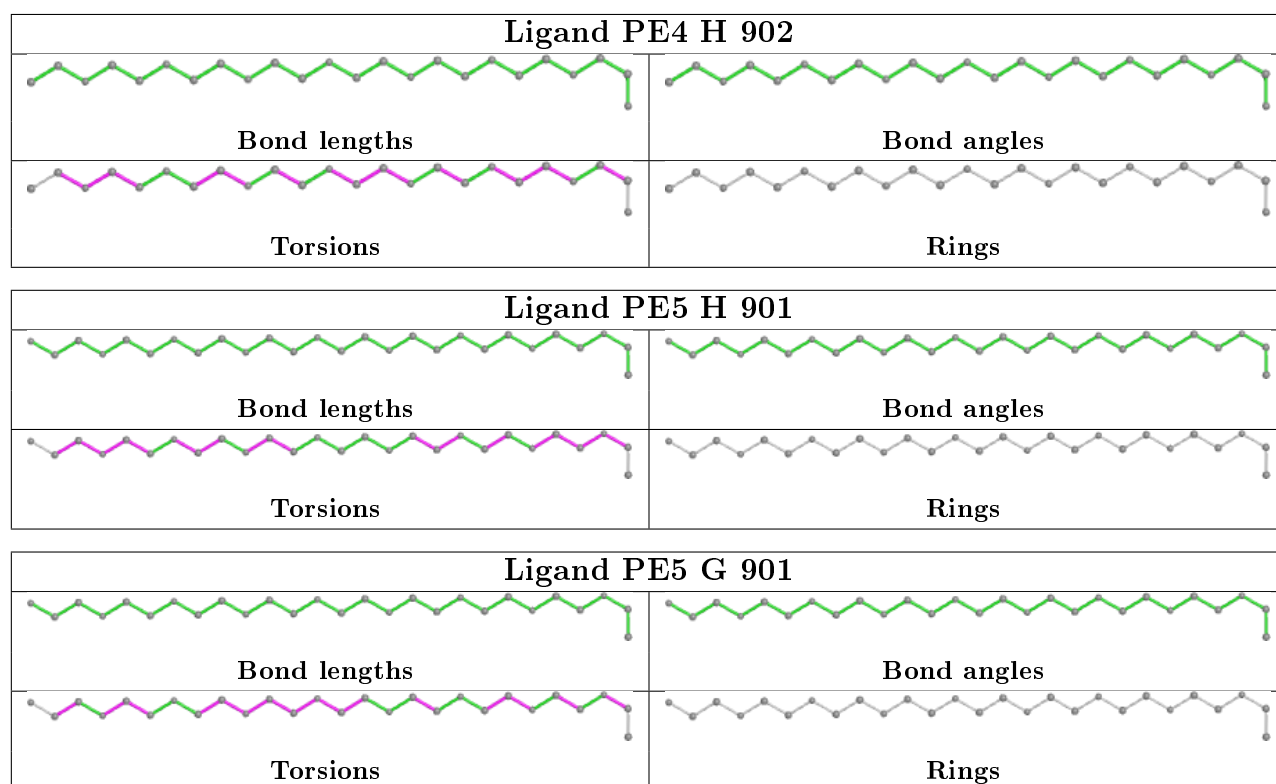 Ligand PE4 H 902
Bond lengths Bond angles
Torsions Rings
Ligand PE5 H 901
Bond lengths Bond angles
Torsions Rings
Ligand PE5 G 901
Bond lengths Bond angles
Torsions Rings